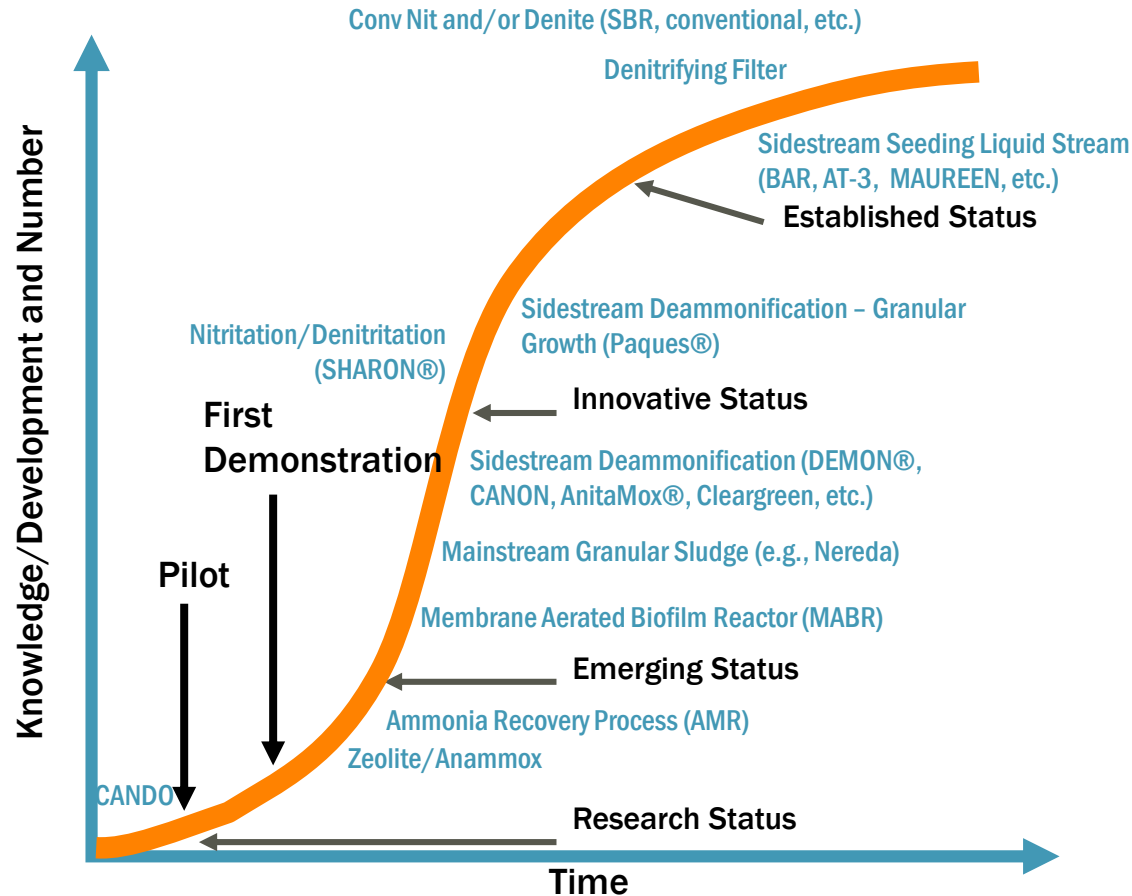 Conv Nit and/or Denite (SBR, conventional, etc.)
Denitrifying Filter
Sidestream Seeding Liquid Stream
(BAR, AT-3, MAUREEN, etc.)
Established Status
Sidestream Deammonification – Granular
Growth (Paques®)
Nitritation/Denitritation
(SHARON®)
Innovative Status
First
Demonstration
Sidestream Deammonification (DEMON®,
CANON, AnitaMox®, Cleargreen, etc.)
Mainstream Granular Sludge (e.g., Nereda)
Pilot
Membrane Aerated Biofilm Reactor (MABR)
Emerging Status
Ammonia Recovery Process (AMR)
Zeolite/Anammox
CANDO
Research Status
Knowledge/Development and Number
Time